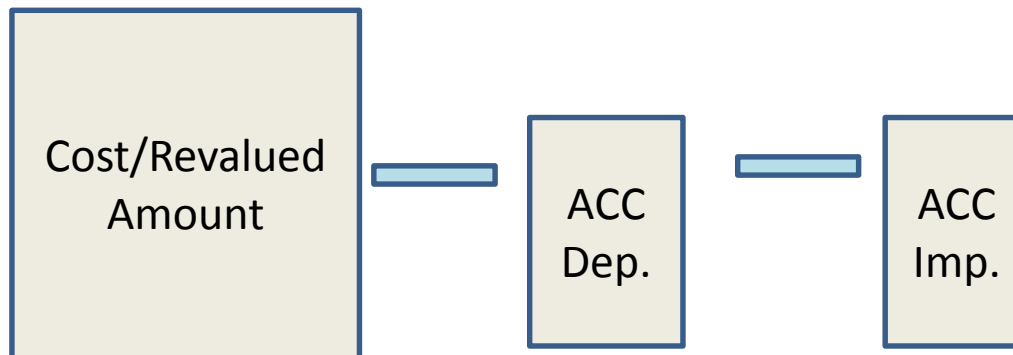 Cost/Revalued
Amount
ACC
Dep.
ACC
Imp.